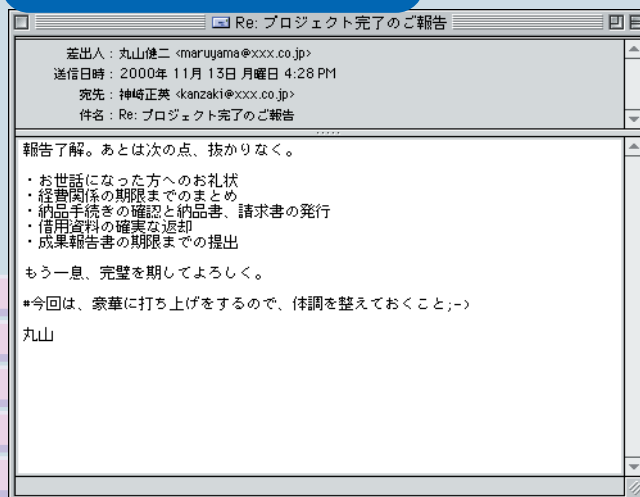 Re: プロジェクト完了のご報告
差出人：丸山健二 <maruyama@xxx.co.jp>
送信日時：2000年 11月 13日 月曜日 4:28 PM
宛先：神崎正英 <kanzaki@xxx.co.jp>
件名：Re: プロジェクト完了のご報告
報告了解。あとは次の点、抜かりなく。
・お世話になった方へのお礼状
・経費関係の期限までのまとめ
・納品手続きの確認と納品書、請求書の発行
・借用資料の確実な返却
・成果報告書の期限までの提出
もう一息、完璧を期してよろしく。
#今回は、豪華に打ち上げをするので、体調を整えておくこと;-)
丸山